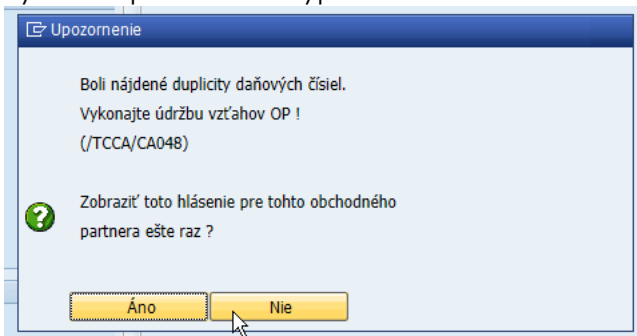 Upozornenie
Boli nájdené duplicity daňových čísiel.
Vykonajte údržbu vzťahov OP !
(/TCCA/CA048)
Zobraziť toto hlásenie pre tohto obchodného
partnera ešte raz ?
Áno
Nie